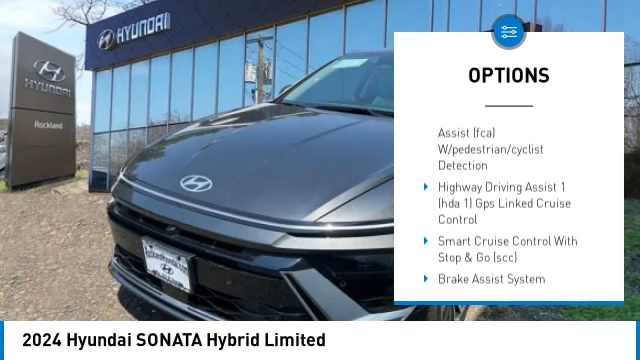 HYUNDAI
HYUNDAI
Rockland
OPTIONS
Assist (fca)
W/pedestrian/cyclist
Detection
Highway Driving Assist 1
(hda 1) Gps Linked Cruise
Control
Smart Cruise Control With
Stop & Go (scc)
Brake Assist System
2024 Hyundai SONATA Hybrid Limited